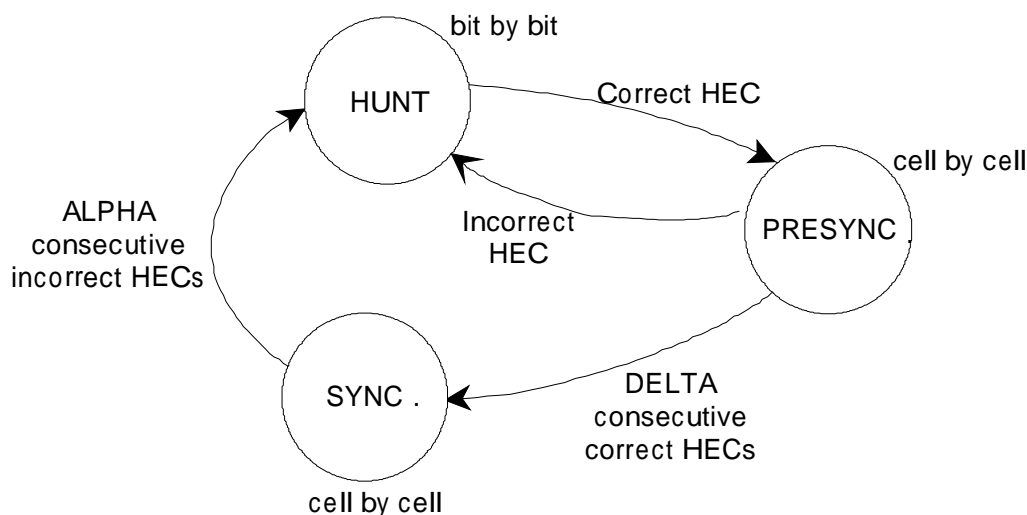 bit by bit
HUNT
Correct HEC
cell by cell
ALPHA
consecutive
incorrect HECs
Incorrect
HEC
PRESYNC .
SYNC .
DELTA
consecutive
correct HECs
cell by cell